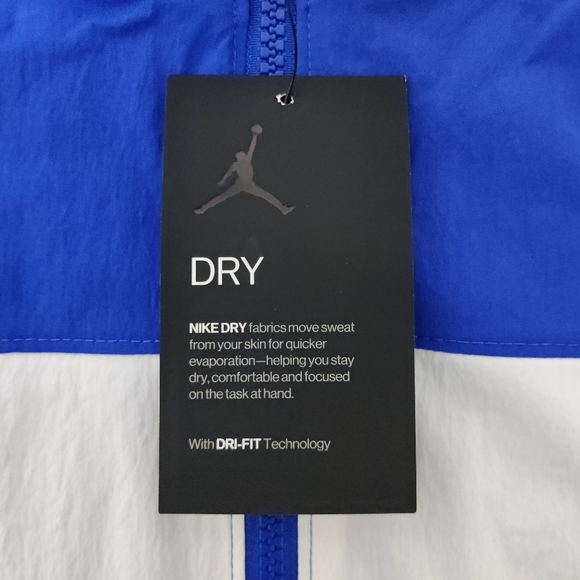 DRY
NIKE DRY fabrics move sweat
from your skin for quicker
evaporation—helping you stay
dry, comfortable and focused
on the task at hand.
With DRI-FIT Technology